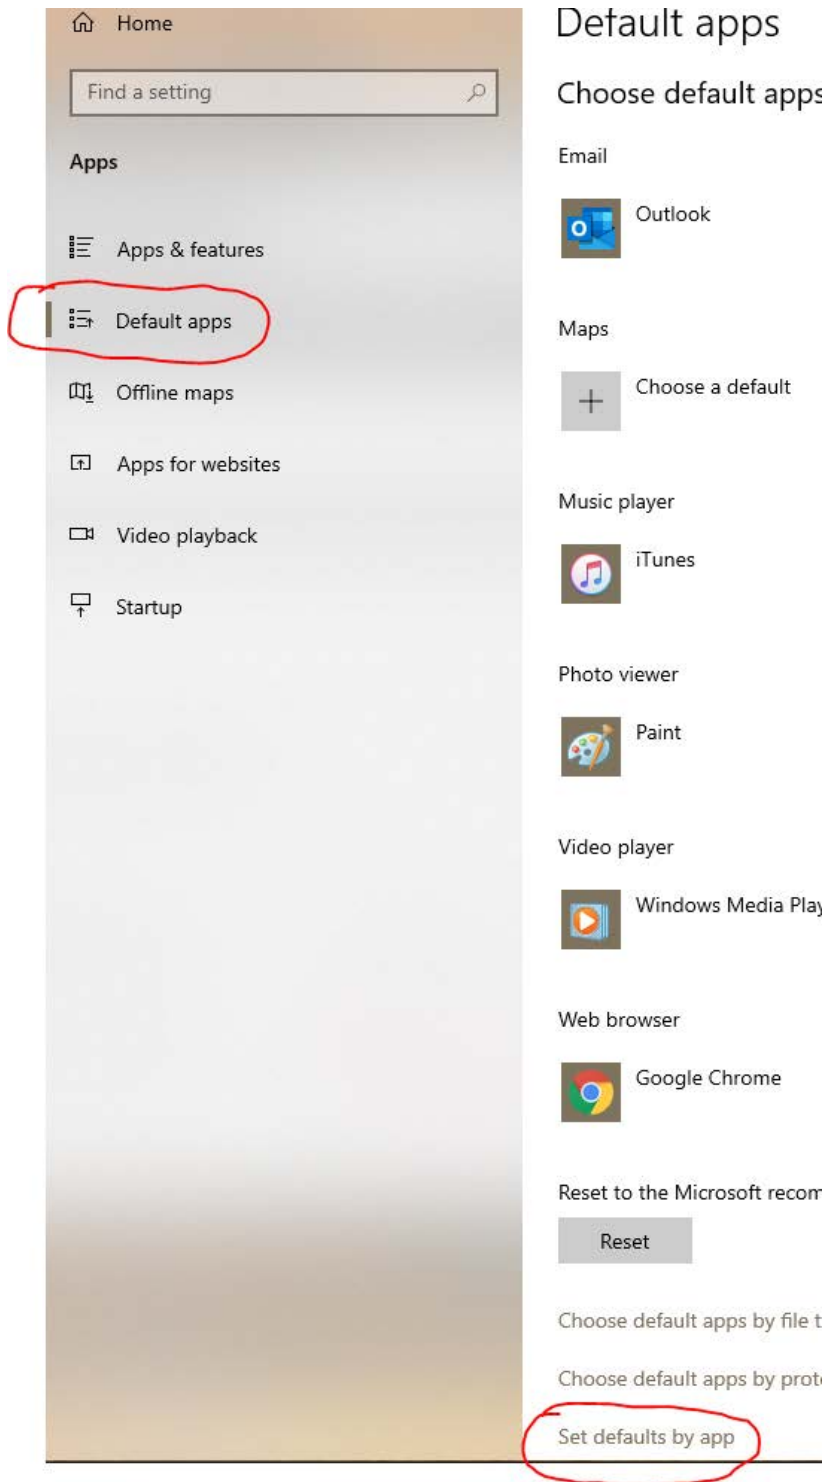 Home
Find a setting
Apps
Apps & features
Default apps
Offline maps
Apps for websites
Video playback
Startup
Default apps
Choose default apps
Email
Outlook
Maps
Choose a default
Music player
iTunes
Photo viewer
Paint
Video player
Windows Media Play
Web browser
Google Chrome
Reset to the Microsoft recom
Reset
Choose default apps by file t
Choose default apps by proto
Set defaults by app